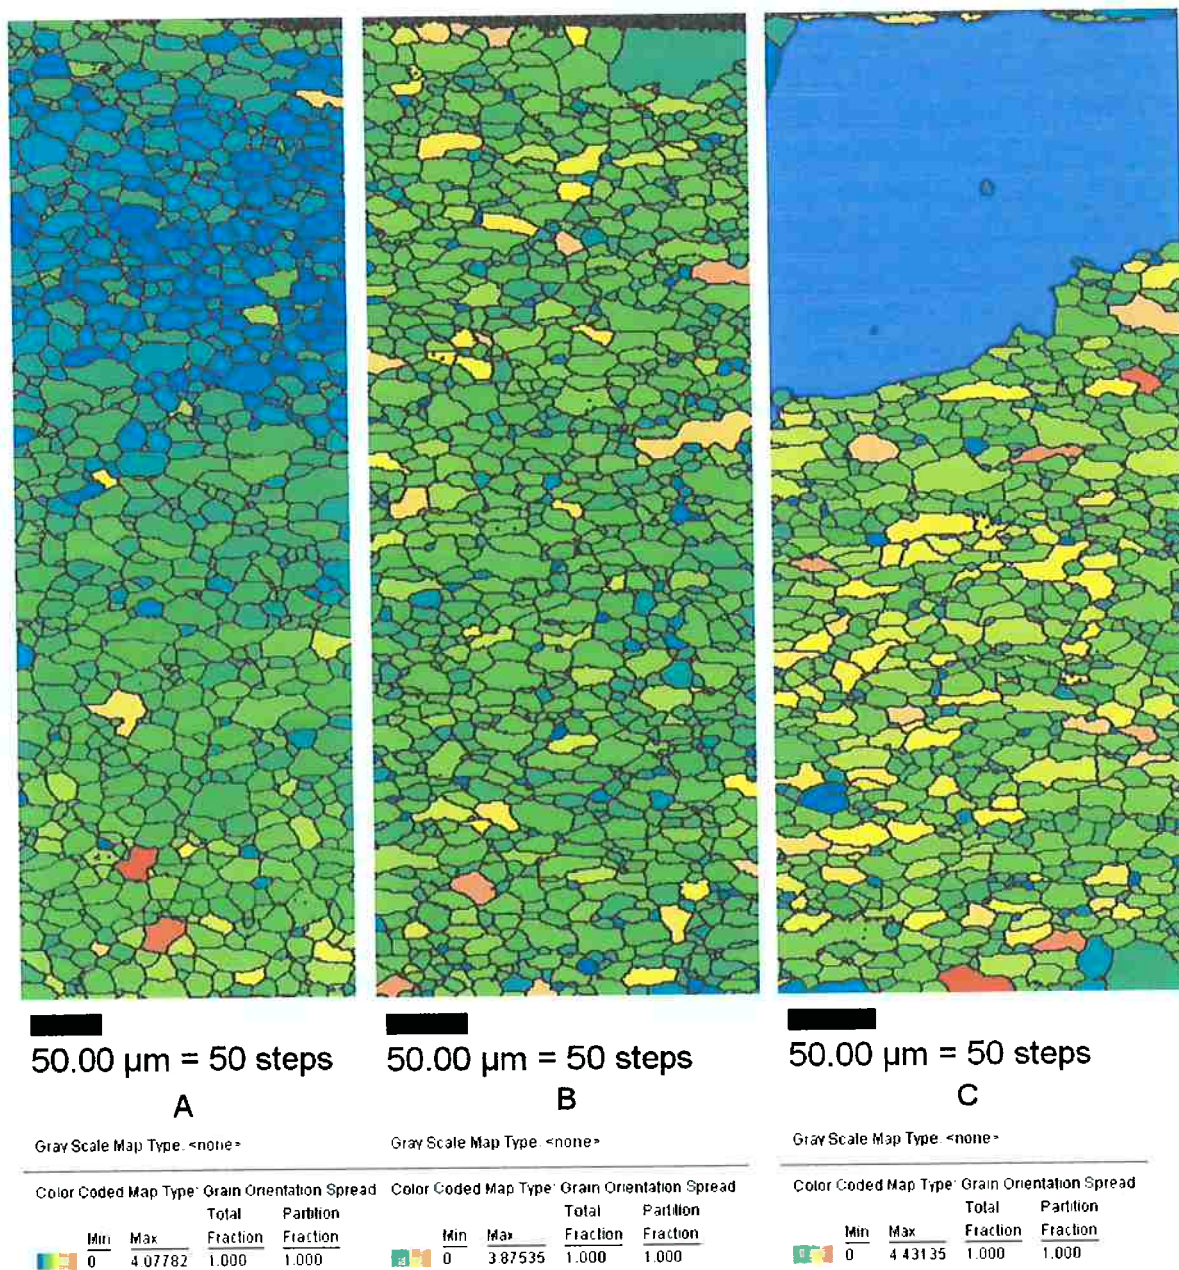 50.00 µm = 50 steps
A
Gray Scale Map Type: <none>
Color Coded Map Type: Grain Orientation Spread
Total Partition
Min Max Fraction Fraction
0 4.07782 1.000 1.000
50.00 µm = 50 steps
B
Gray Scale Map Type: <none>
Color Coded Map Type: Grain Orientation Spread
Total Partition
Min Max Fraction Fraction
0 3.87535 1.000 1.000
50.00 µm = 50 steps
C
Gray Scale Map Type: <none>
Color Coded Map Type: Grain Orientation Spread
Total Partition
Min Max Fraction Fraction
0 4.43135 1.000 1.000